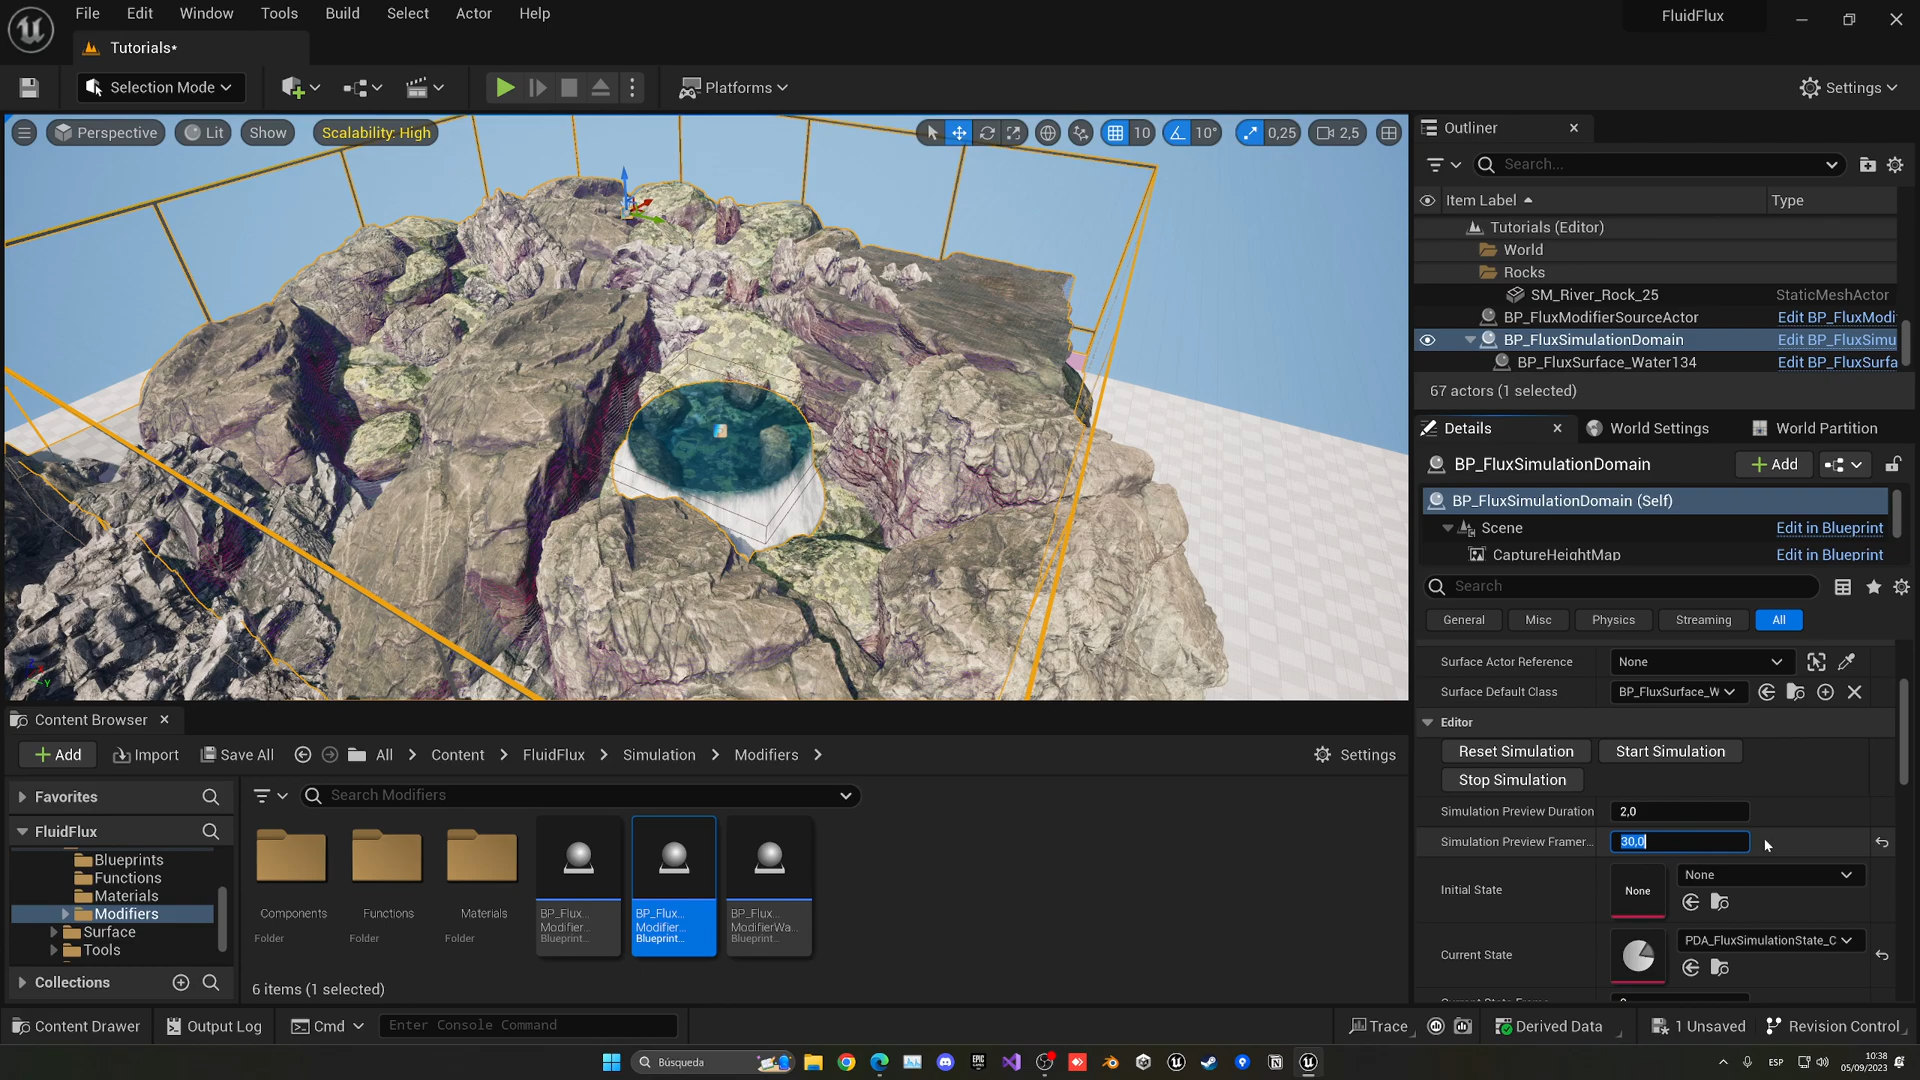 File Edit Window Tools Build Select Actor Help
FluidFlux
Tutorials*
Selection Mode
Platforms
Settings
Perspective
Lit
Show
Scalability: High
10
10°
0,25
2,5
Outliner
Search...
Item Label
Type
Tutorials (Editor)
World
Rocks
SM_River_Rock_25 StaticMeshActor
BP_FluxModifierSourceActor Edit BP_FluxModi
BP_FluxSimulationDomain Edit BP_FluxSimu
BP_FluxSurface_Water134 Edit BP_FluxSurfa
67 actors (1 selected)
Details
World Settings
World Partition
BP_FluxSimulationDomain
Add
BP_FluxSimulationDomain (Self)
Scene Edit in Blueprint
CaptureHeightMap Edit in Blueprint
Search
General Misc Physics Streaming All
Surface Actor Reference None
Surface Default Class BP_FluxSurface_W
Editor
Reset Simulation Start Simulation
Stop Simulation
Simulation Preview Duration 2,0
Simulation Preview Framer... 30,0
Initial State None None
Current State PDA_FluxSimulationState_C
Content Browser
Add Import Save All All Content FluidFlux Simulation Modifiers Settings
Favorites
FluidFlux
Blueprints
Functions
Materials
Modifiers
Surface
Tools
Collections
Search Modifiers
Components
Folder
Functions
Folder
Materials
Folder
BP_Flux...
Modifier...
Blueprint...
BP_Flux...
Modifier...
Blueprint...
BP_Flux...
ModifierWa...
Blueprint...
6 items (1 selected)
Content Drawer Output Log Cmd Enter Console Command
Trace Derived Data 1 Unsaved Revision Control
Búsqueda
ESP
10:38
05/09/2023